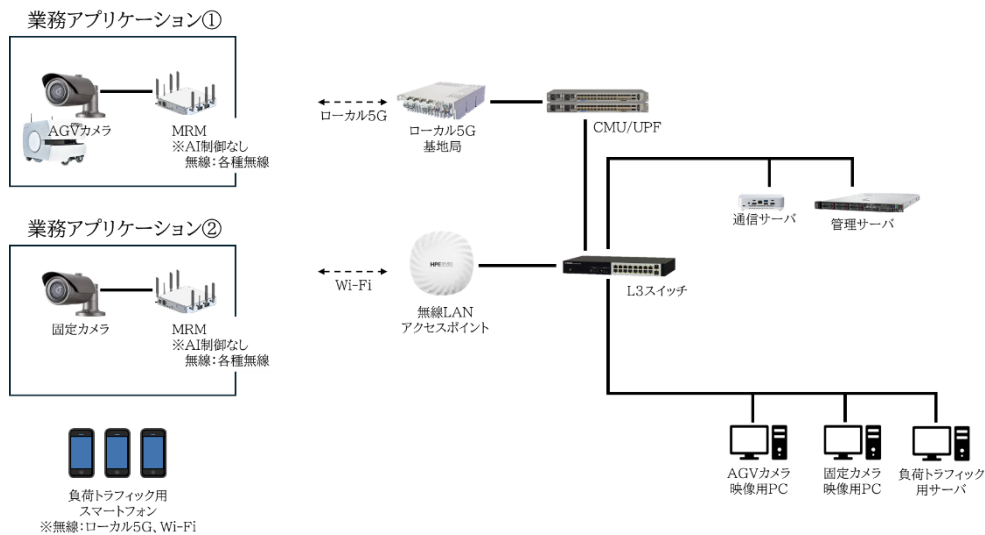 業務アプリケーション①
AGVカメラ
MRM
※AI制御なし
無線：各種無線
ローカル5G
ローカル5G
基地局
CMU/UPF
通信サーバ
管理サーバ
業務アプリケーション②
固定カメラ
MRM
※AI制御なし
無線：各種無線
Wi-Fi
無線LAN
アクセスポイント
L3スイッチ
負荷トラフィック用
スマートフォン
※無線：ローカル5G、Wi-Fi
AGVカメラ
映像用PC
固定カメラ
映像用PC
負荷トラフィック
用サーバ